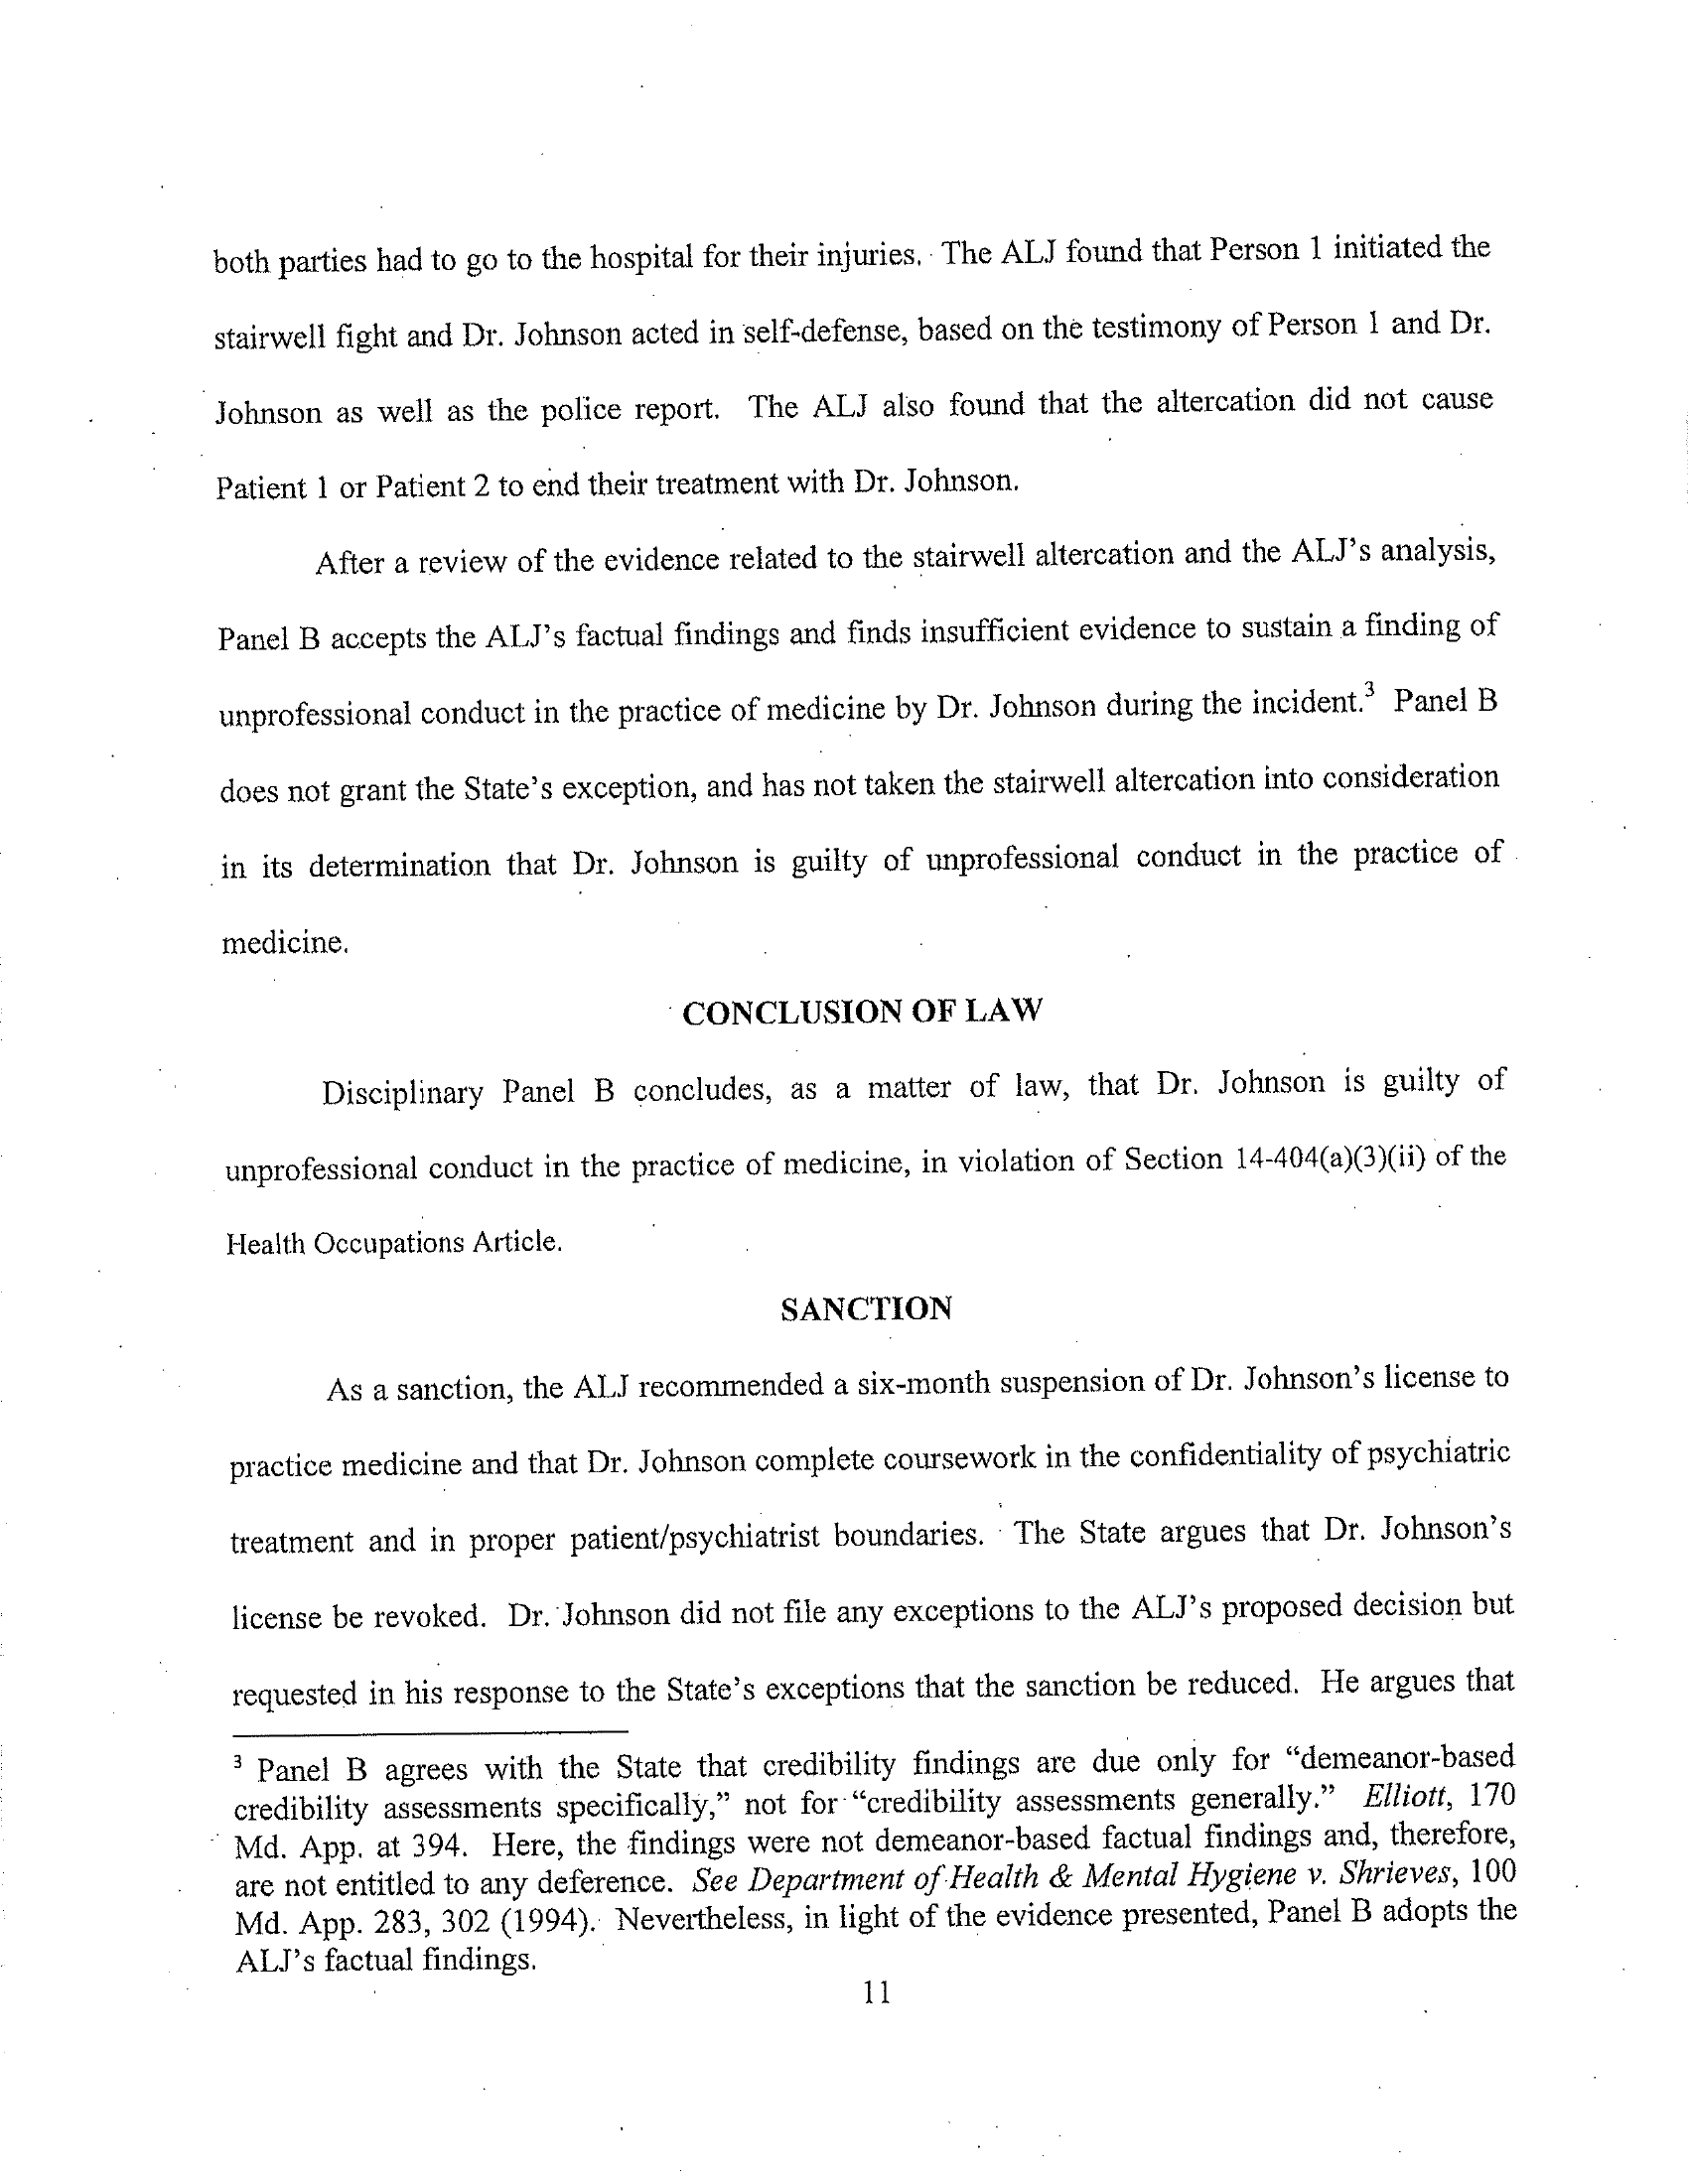 both parties had to go to the hospital for their injuries. The ALJ found that Person 1 initiated the
stairwell fight and Dr. Johnson acted in self-defense, based on the testimony of Person 1 and Dr.
Johnson as well as the police report. The ALJ also found that the altercation did not cause
Patient 1 or Patient 2 to end their treatment with Dr. Johnson.
After a review of the evidence related to the stairwell altercation and the ALJ's analysis,
Panel B accepts the ALJ's factual findings and finds insufficient evidence to sustain a finding of
unprofessional conduct in the practice of medicine by Dr. Johnson during the incident.³ Panel B
does not grant the State's exception, and has not taken the stairwell altercation into consideration
in its determination that Dr. Johnson is guilty of unprofessional conduct in the practice of
medicine.
CONCLUSION OF LAW
Disciplinary Panel B concludes, as a matter of law, that Dr. Johnson is guilty of
unprofessional conduct in the practice of medicine, in violation of Section 14-404(a)(3)(ii) of the
Health Occupations Article.
SANCTION
As a sanction, the ALJ recommended a six-month suspension of Dr. Johnson's license to
practice medicine and that Dr. Johnson complete coursework in the confidentiality of psychiatric
treatment and in proper patient/psychiatrist boundaries. The State argues that Dr. Johnson's
license be revoked. Dr. Johnson did not file any exceptions to the ALJ's proposed decision but
requested in his response to the State's exceptions that the sanction be reduced. He argues that
³ Panel B agrees with the State that credibility findings are due only for "demeanor-based
credibility assessments specifically," not for "credibility assessments generally." Elliott, 170
Md. App. at 394. Here, the findings were not demeanor-based factual findings and, therefore,
are not entitled to any deference. See Department of Health & Mental Hygiene v. Shrieves, 100
Md. App. 283, 302 (1994). Nevertheless, in light of the evidence presented, Panel B adopts the
ALJ's factual findings.
11